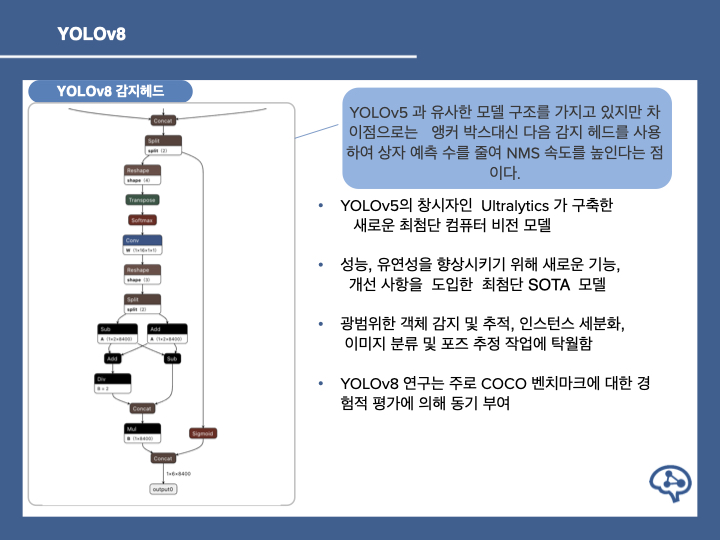 YOLOv8
YOLOv8 감지헤드
Concat
Split
split ⟨2⟩
Reshape
shape ⟨4⟩
Transpose
Softmax
Conv
W ⟨1×16×1×1⟩
Reshape
shape ⟨3⟩
Split
split ⟨2⟩
Sub
A ⟨1×2×8400⟩
Add
A ⟨1×2×8400⟩
Add
Sub
Div
B = 2
Concat
Mul
B ⟨1×8400⟩
Sigmoid
Concat
1×6×8400
output0
YOLOv5 과 유사한 모델 구조를 가지고 있지만 차
이점으로는 앵커 박스대신 다음 감지 헤드를 사용
하여 상자 예측 수를 줄여 NMS 속도를 높인다는 점
이다.
• YOLOv5의 창시자인 Ultralytics 가 구축한
새로운 최첨단 컴퓨터 비전 모델
• 성능, 유연성을 향상시키기 위해 새로운 기능,
개선 사항을 도입한 최첨단 SOTA 모델
• 광범위한 객체 감지 및 추적, 인스턴스 세분화,
이미지 분류 및 포즈 추정 작업에 탁월함
• YOLOv8 연구는 주로 COCO 벤치마크에 대한 경
험적 평가에 의해 동기 부여